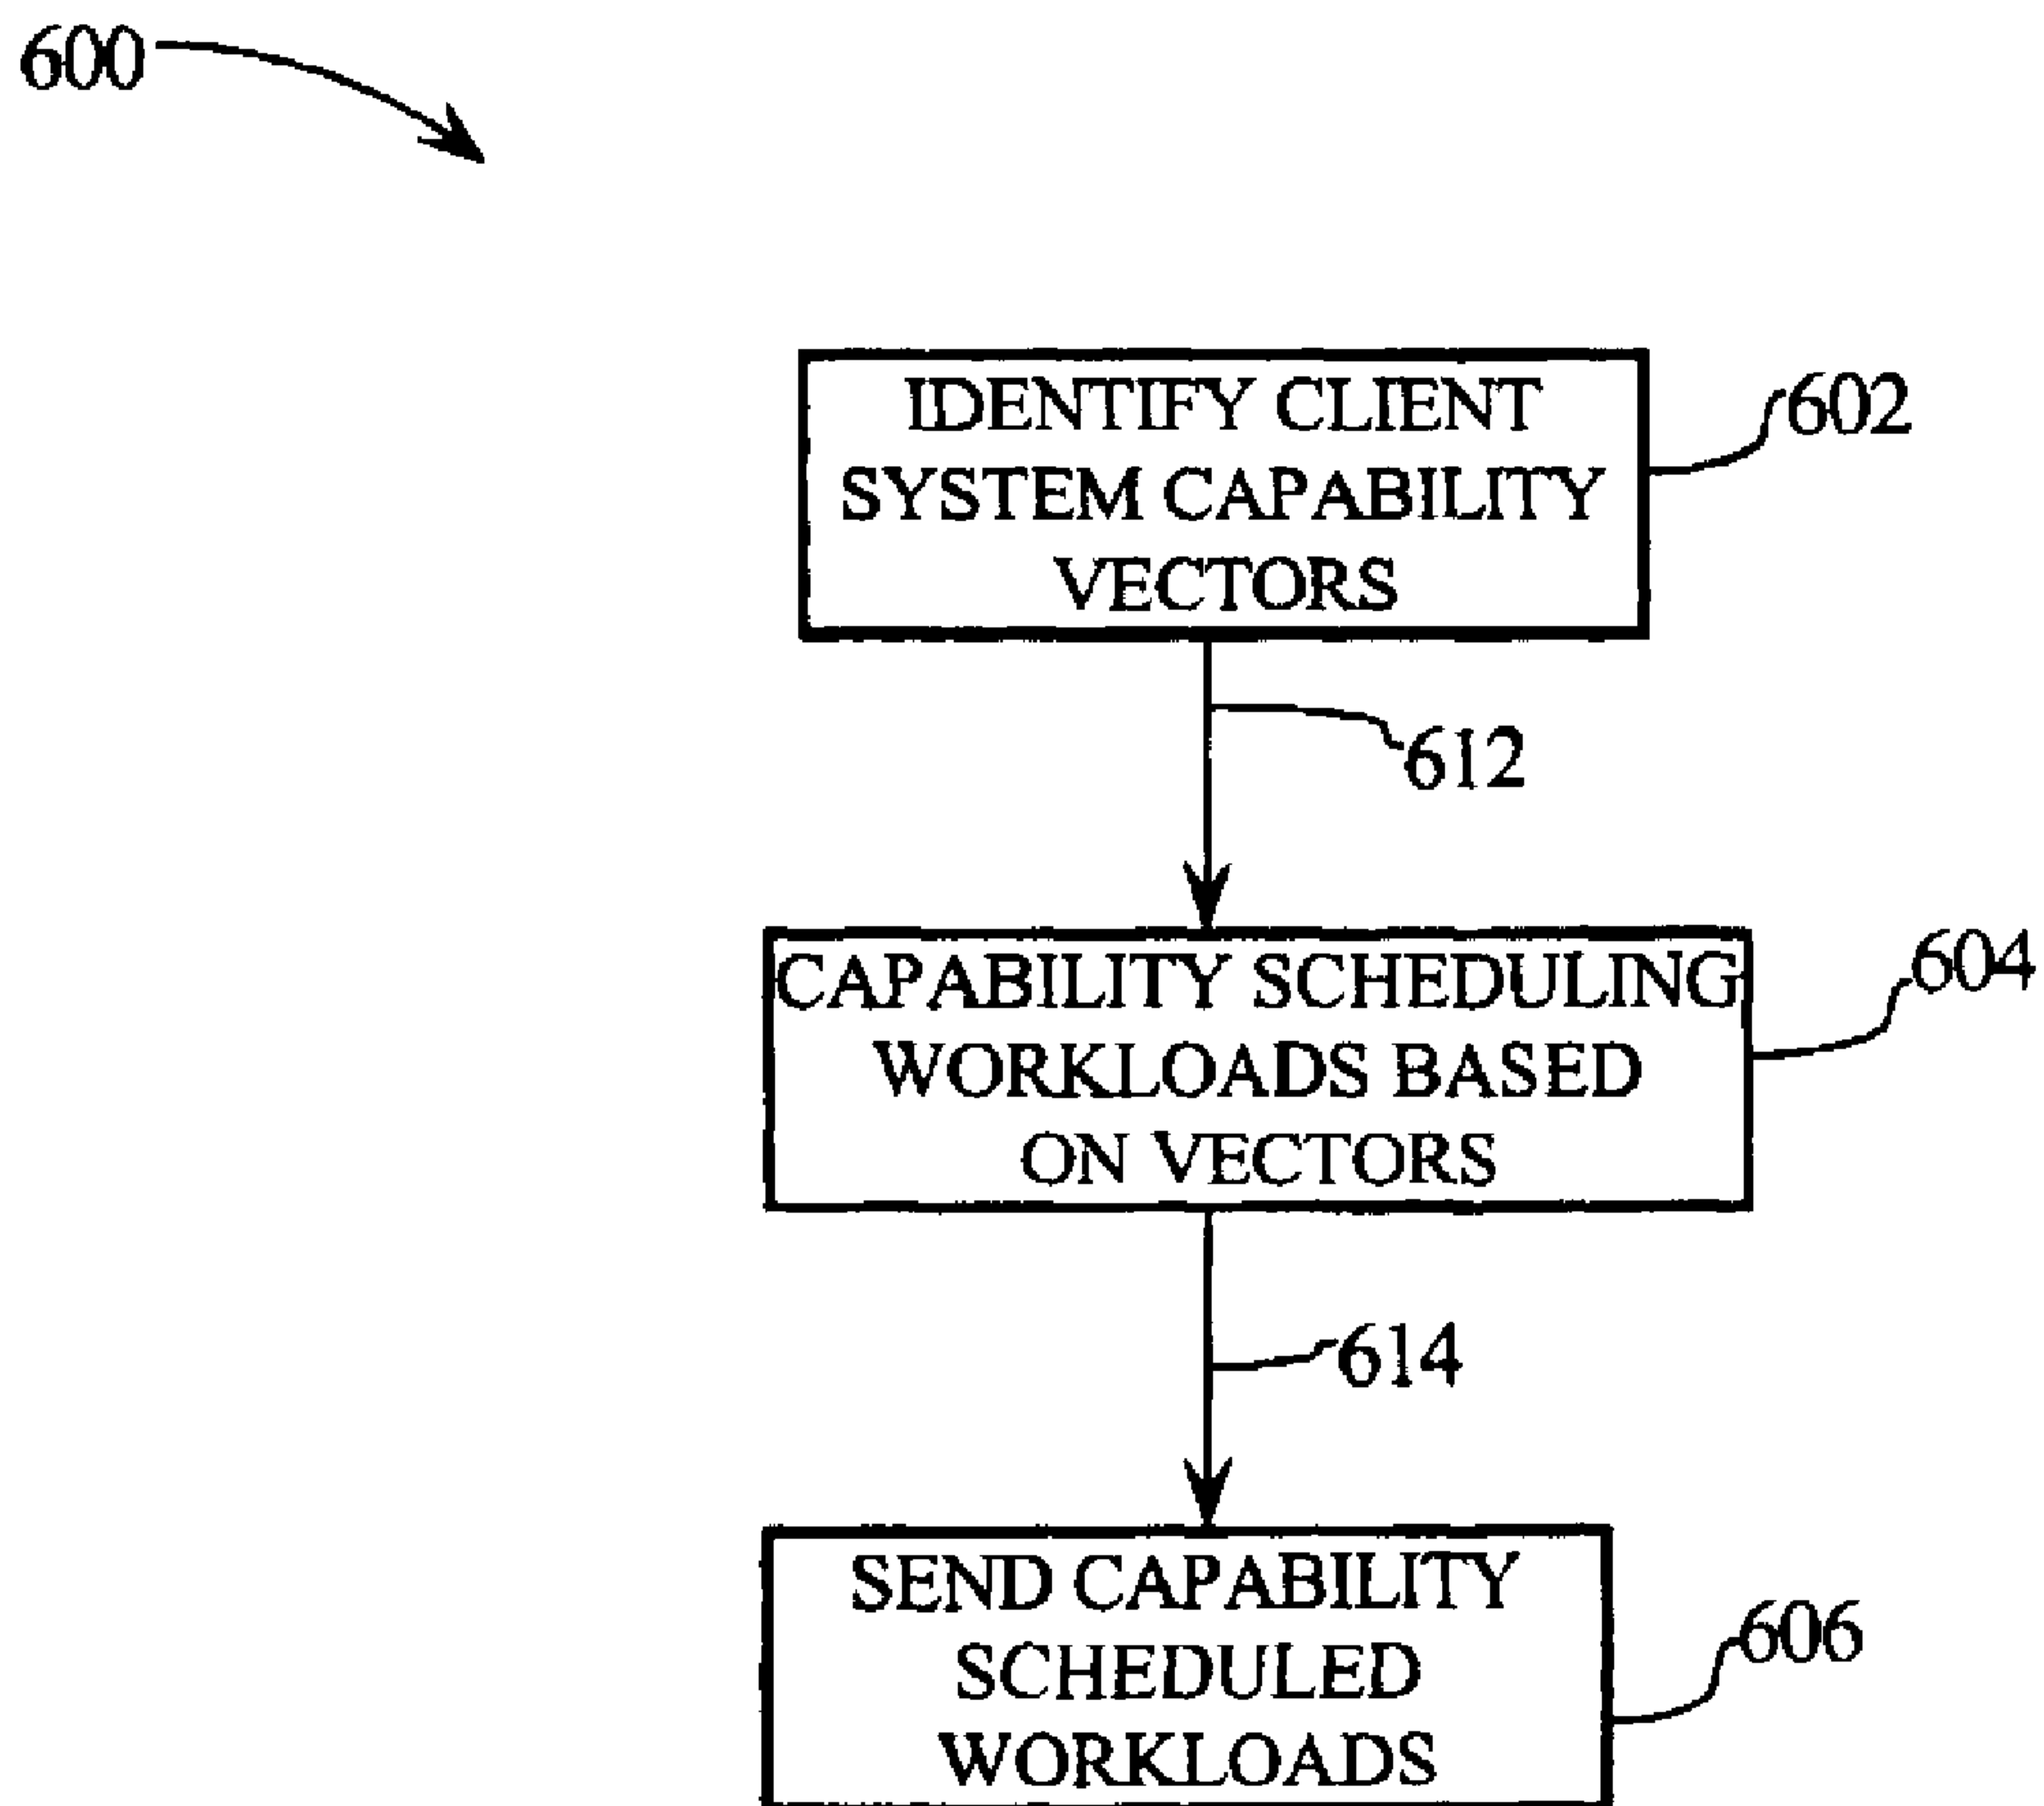 600
IDENTIFY CLIENT
SYSTEM CAPABILITY
VECTORS
602
612
CAPABILITY SCHEDULING
WORKLOADS BASED
ON VECTORS
604
614
SEND CAPABILITY
SCHEDULED
WORKLOADS
606